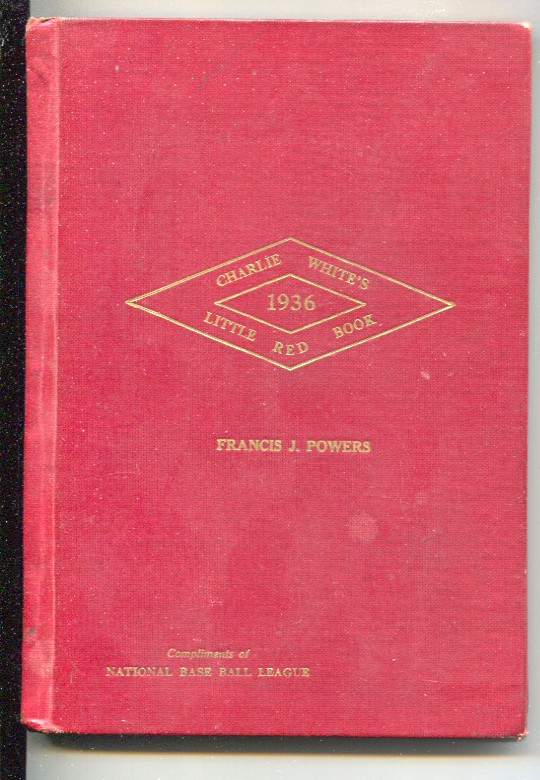 CHARLIE WHITE'S
1936
LITTLE RED BOOK
FRANCIS J. POWERS
Compliments of
NATIONAL BASE BALL LEAGUE